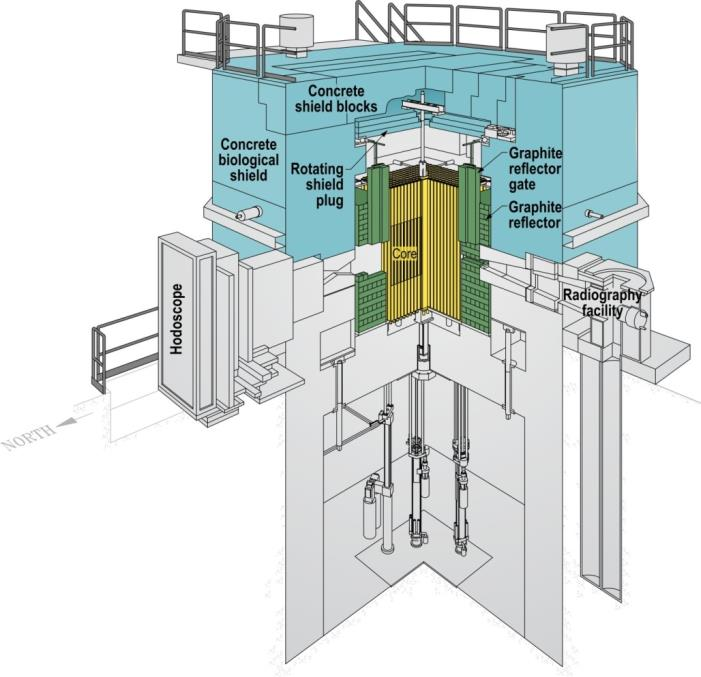 Concrete
shield blocks
Concrete
biological
shield
Rotating
shield
plug
Graphite
reflector
gate
Graphite
reflector
Core
Hodoscope
Radiography
facility
NORTH